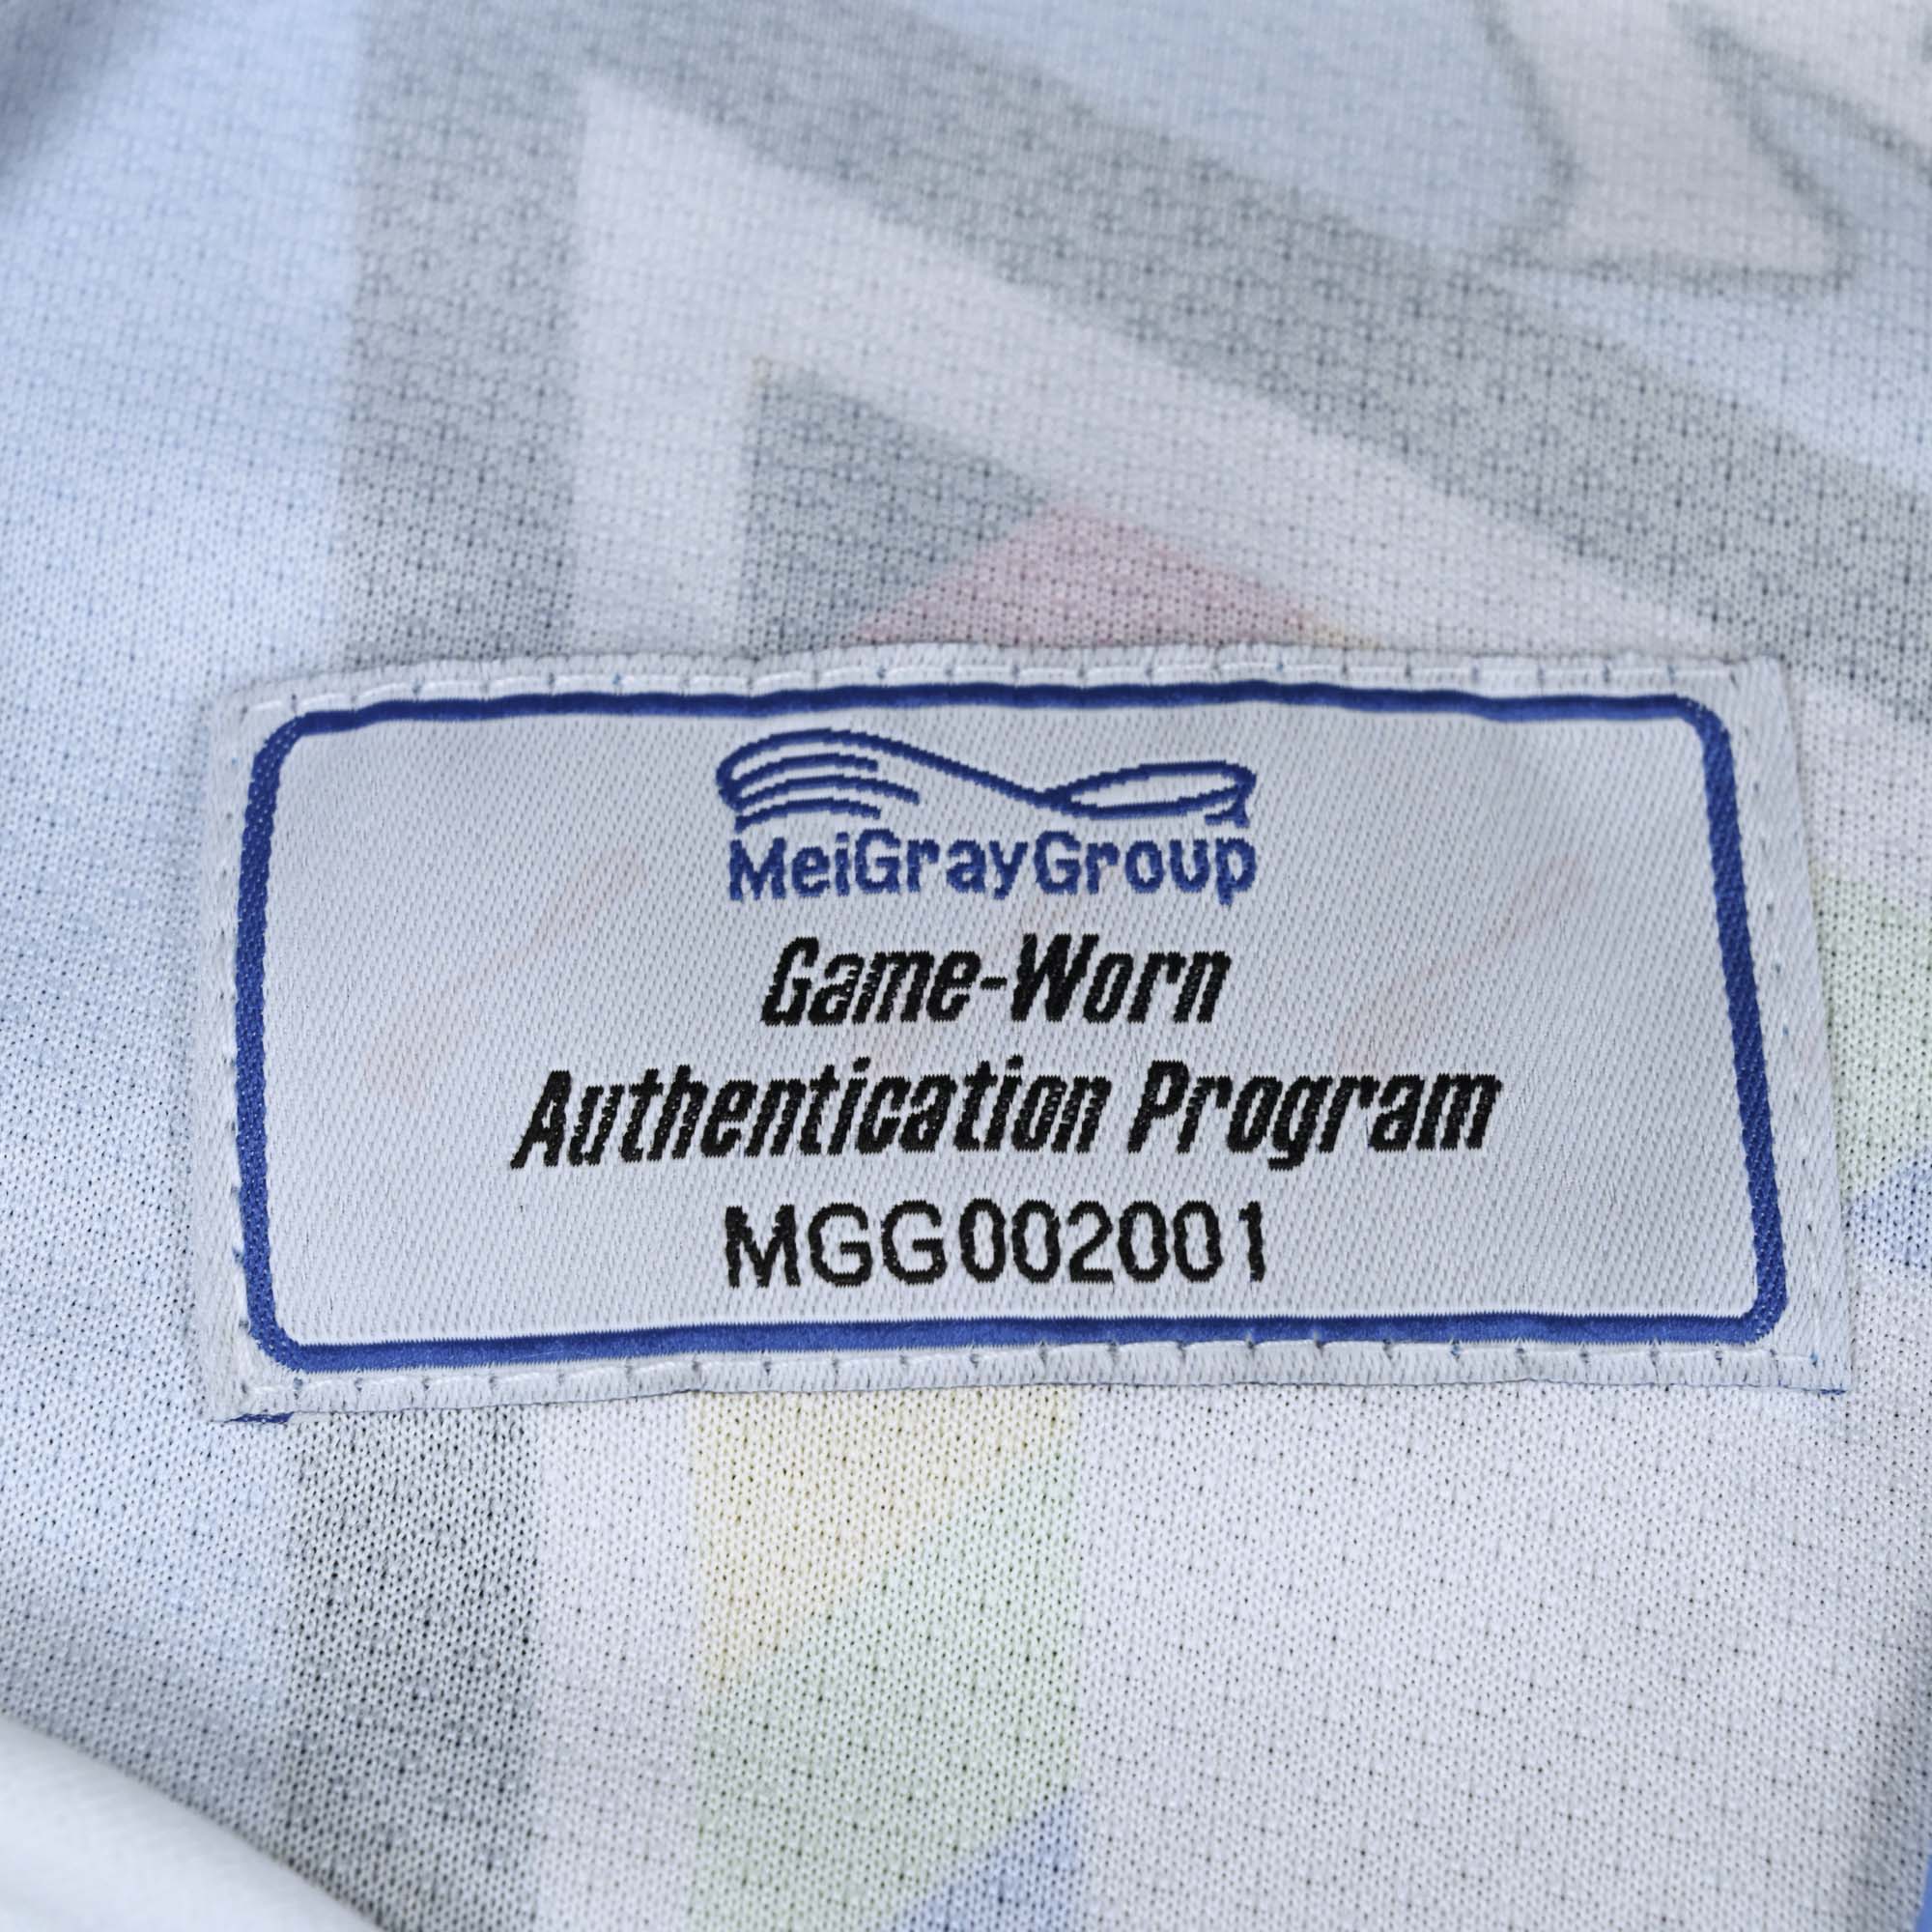 MeiGrayGroup
Game-Worn
Authentication Program
MGG002001